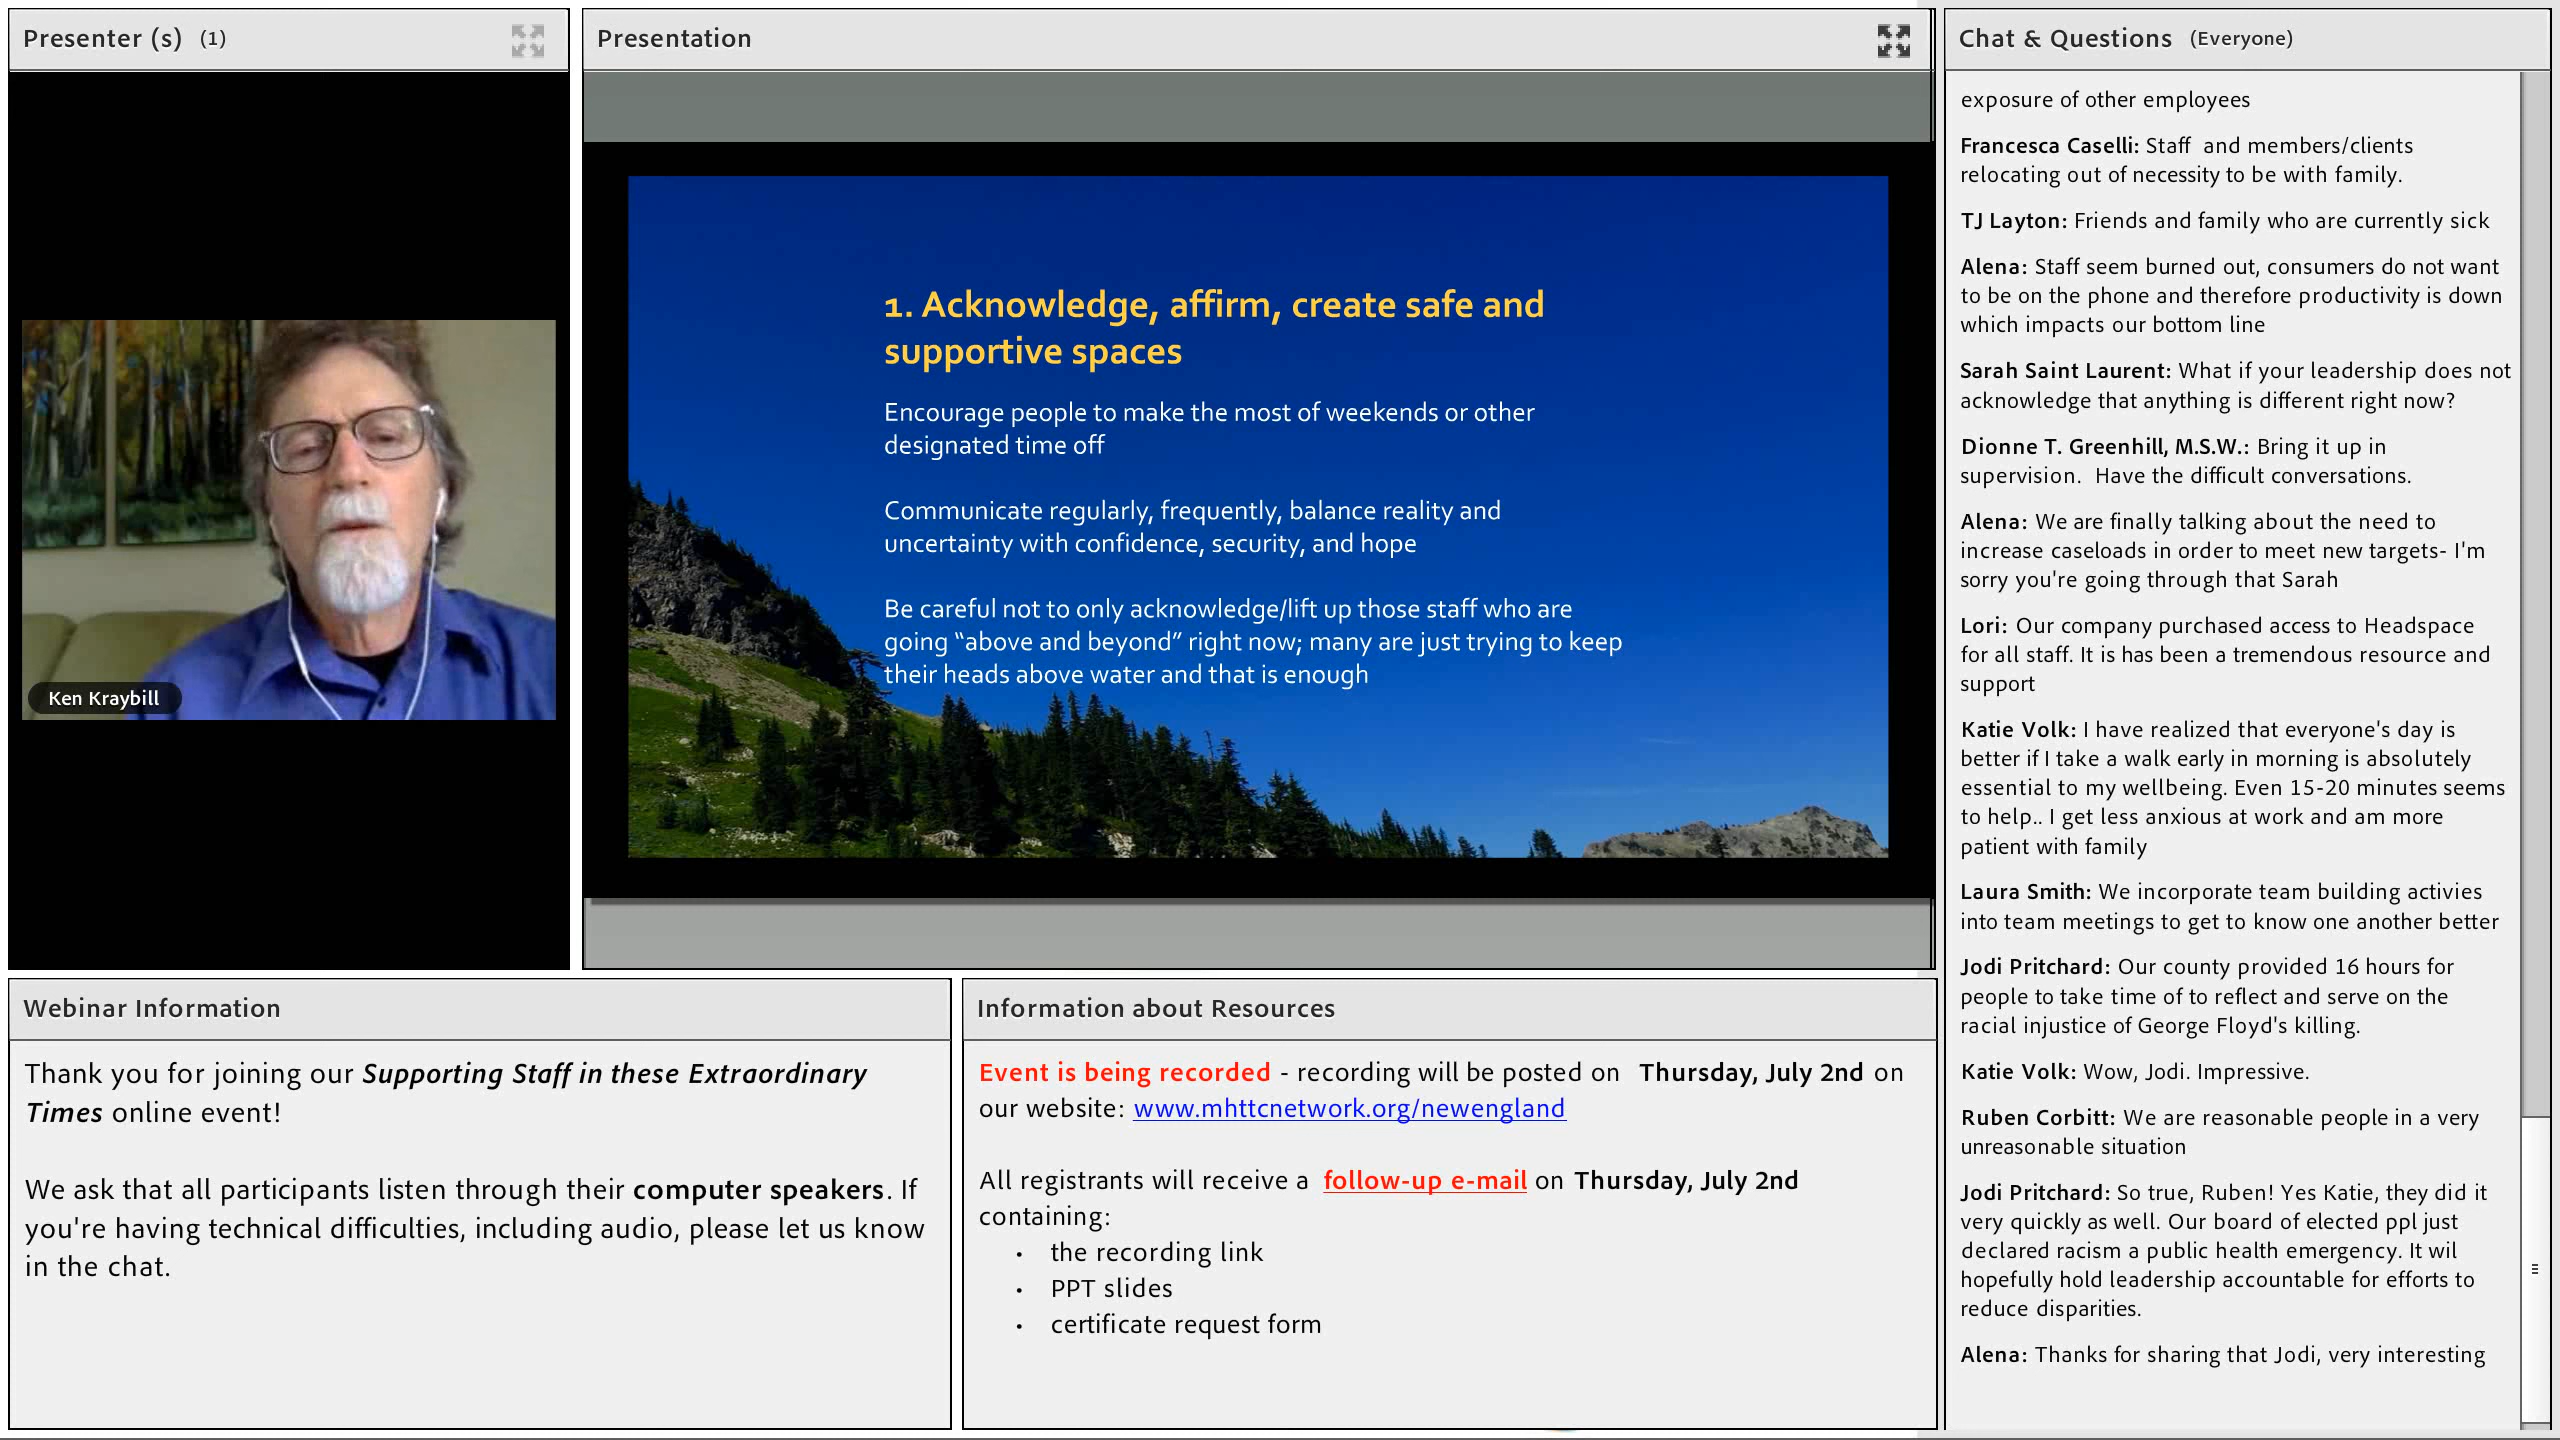 Presenter (s) (1)
Ken Kraybill
Presentation
1. Acknowledge, affirm, create safe and
supportive spaces
Encourage people to make the most of weekends or other
designated time off
Communicate regularly, frequently, balance reality and
uncertainty with confidence, security, and hope
Be careful not to only acknowledge/lift up those staff who are
going “above and beyond” right now; many are just trying to keep
their heads above water and that is enough
Webinar Information
Thank you for joining our Supporting Staff in these Extraordinary
Times online event!
We ask that all participants listen through their computer speakers. If
you're having technical difficulties, including audio, please let us know
in the chat.
Information about Resources
Event is being recorded - recording will be posted on Thursday, July 2nd on
our website: www.mhttcnetwork.org/newengland
All registrants will receive a follow-up e-mail on Thursday, July 2nd
containing:
• the recording link
• PPT slides
• certificate request form
Chat & Questions (Everyone)
exposure of other employees
Francesca Caselli: Staff and members/clients
relocating out of necessity to be with family.
TJ Layton: Friends and family who are currently sick
Alena: Staff seem burned out, consumers do not want
to be on the phone and therefore productivity is down
which impacts our bottom line
Sarah Saint Laurent: What if your leadership does not
acknowledge that anything is different right now?
Dionne T. Greenhill, M.S.W.: Bring it up in
supervision. Have the difficult conversations.
Alena: We are finally talking about the need to
increase caseloads in order to meet new targets- I'm
sorry you're going through that Sarah
Lori: Our company purchased access to Headspace
for all staff. It is has been a tremendous resource and
support
Katie Volk: I have realized that everyone's day is
better if I take a walk early in morning is absolutely
essential to my wellbeing. Even 15-20 minutes seems
to help.. I get less anxious at work and am more
patient with family
Laura Smith: We incorporate team building activies
into team meetings to get to know one another better
Jodi Pritchard: Our county provided 16 hours for
people to take time of to reflect and serve on the
racial injustice of George Floyd's killing.
Katie Volk: Wow, Jodi. Impressive.
Ruben Corbitt: We are reasonable people in a very
unreasonable situation
Jodi Pritchard: So true, Ruben! Yes Katie, they did it
very quickly as well. Our board of elected ppl just
declared racism a public health emergency. It wil
hopefully hold leadership accountable for efforts to
reduce disparities.
Alena: Thanks for sharing that Jodi, very interesting